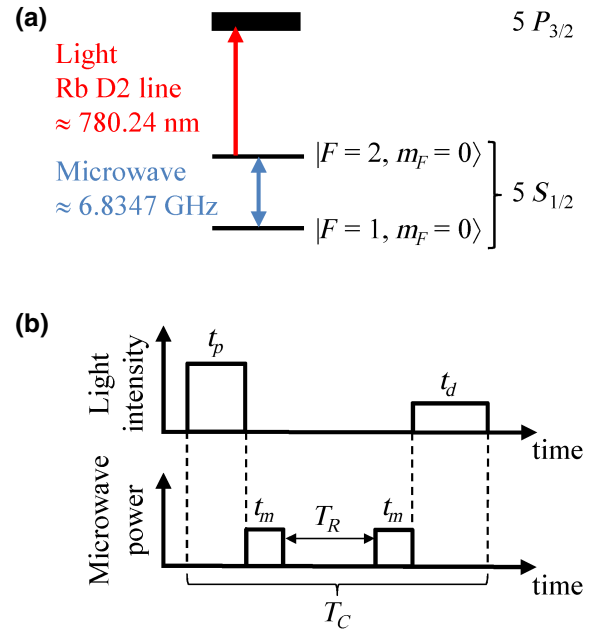 (a)
5 P3/2
Light
Rb D2 line
≈ 780.24 nm
|F = 2, mF = 0⟩
Microwave
≈ 6.8347 GHz
5 S1/2
|F = 1, mF = 0⟩
(b)
Light
intensity
tp
td
time
Microwave
power
tm
TR
tm
time
TC